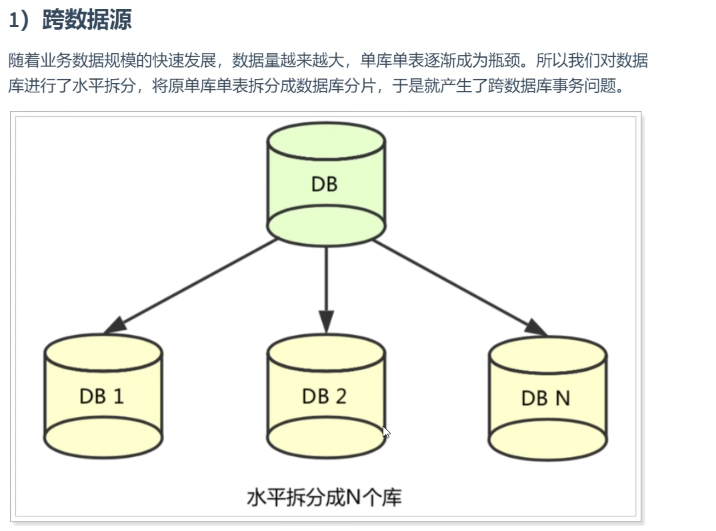 1）跨数据源
随着业务数据规模的快速发展，数据量越来越大，单库单表逐渐成为瓶颈。所以我们对数据
库进行了水平拆分，将原单库单表拆分成数据库分片，于是就产生了跨数据库事务问题。
DB
DB 1
DB 2
DB N
水平拆分成N个库